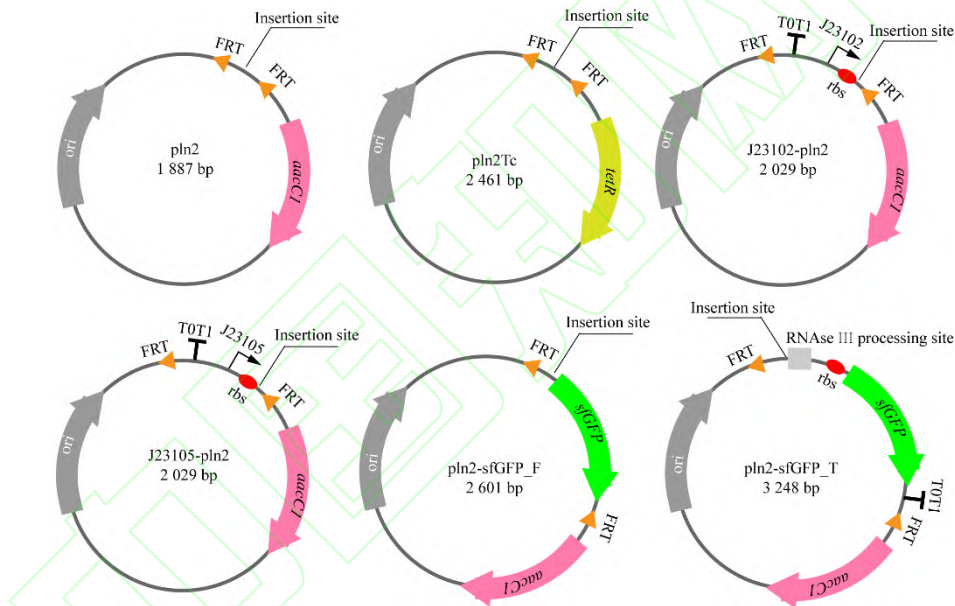 Insertion site
FRT
FRT
ori
pln2
1 887 bp
aacC1
Insertion site
FRT
FRT
ori
pln2Tc
2 461 bp
tetR
T0T1
J23102
Insertion site
FRT
rbs
FRT
ori
J23102-pln2
2 029 bp
aacC1
T0T1
J23105
Insertion site
FRT
rbs
FRT
ori
J23105-pln2
2 029 bp
aacC1
Insertion site
FRT
sfGFP
ori
pln2-sfGFP_F
2 601 bp
FRT
aacC1
Insertion site
RNAse III processing site
FRT
rbs
sfGFP
ori
pln2-sfGFP_T
3 248 bp
T0T1
FRT
aacC1